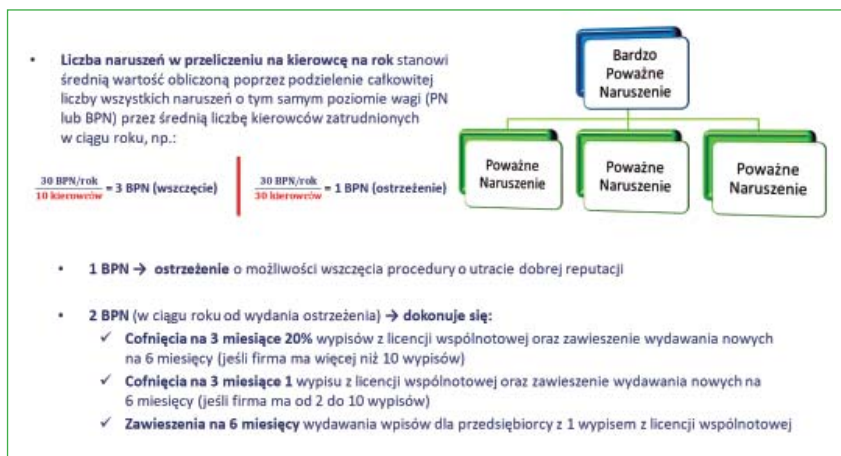 • Liczba naruszeń w przeliczeniu na kierowcę na rok stanowi
średnią wartość obliczoną poprzez podzielenie całkowitej
liczby wszystkich naruszeń o tym samym poziomie wagi (PN
lub BPN) przez średnią liczbę kierowców zatrudnionych
w ciągu roku, np.:
30 BPN/rok
10 kierowców
= 3 BPN (wszczęcie)
30 BPN/rok
30 kierowców
= 1 BPN (ostrzeżenie)
Bardzo
Poważne
Naruszenie
Poważne
Naruszenie
Poważne
Naruszenie
Poważne
Naruszenie
• 1 BPN → ostrzeżenie o możliwości wszczęcia procedury o utracie dobrej reputacji
• 2 BPN (w ciągu roku od wydania ostrzeżenia) → dokonuje się:
✓ Cofnięcia na 3 miesiące 20% wypisów z licencji wspólnotowej oraz zawieszenie wydawania nowych
na 6 miesięcy (jeśli firma ma więcej niż 10 wypisów)
✓ Cofnięcia na 3 miesiące 1 wypisu z licencji wspólnotowej oraz zawieszenie wydawania nowych na
6 miesięcy (jeśli firma ma od 2 do 10 wypisów)
✓ Zawieszenia na 6 miesięcy wydawania wpisów dla przedsiębiorcy z 1 wypisem z licencji wspólnotowej